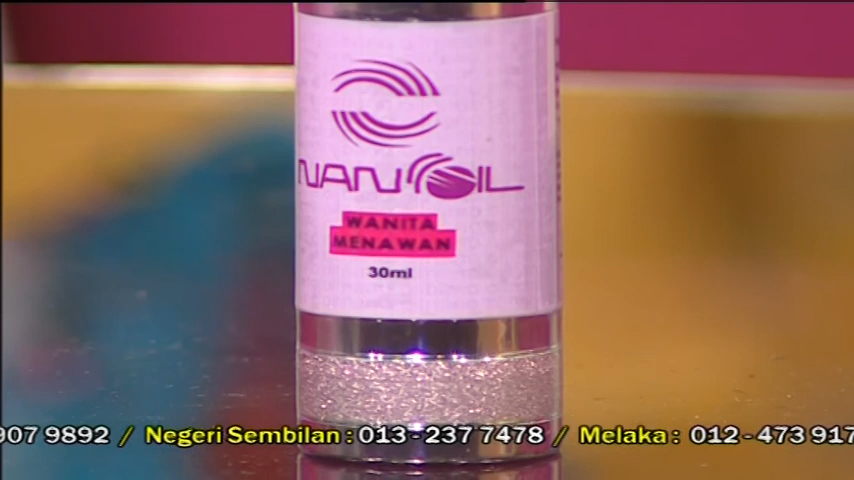 NANOIL
WANITA
MENAWAN
30ml
907 9892 / Negeri Sembilan : 013-237 7478 / Melaka : 012-473 917